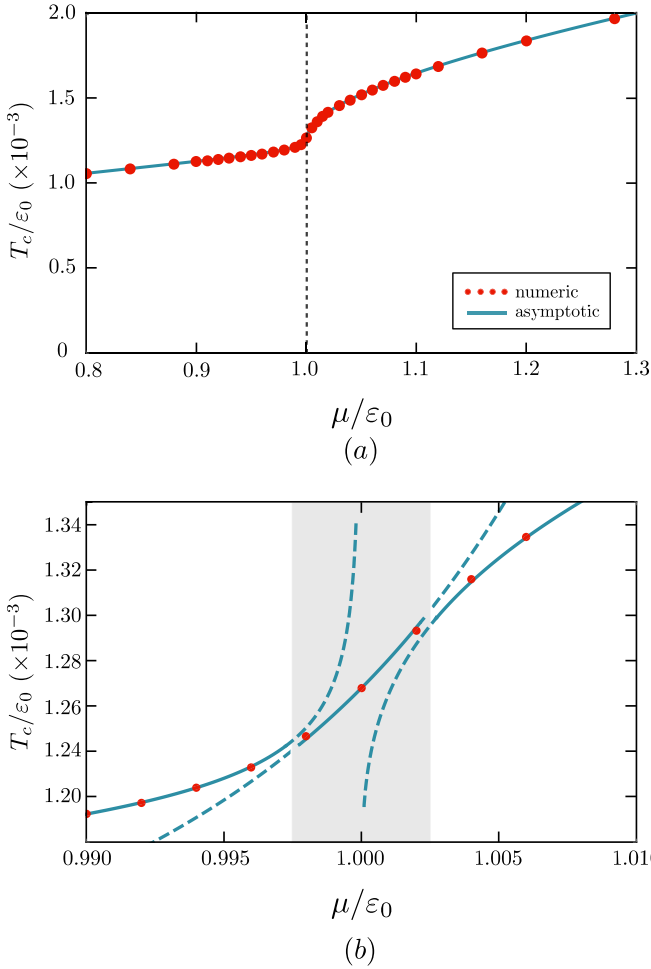 2.0
1.5
1.0
0.5
0
T_c/ε_0 (×10^{−3})
numeric
asymptotic
0.8 0.9 1.0 1.1 1.2 1.3
μ/ε_0
(a)
1.34
1.32
1.30
1.28
1.26
1.24
1.20
T_c/ε_0 (×10^{−3})
0.990 0.995 1.000 1.005 1.010
μ/ε_0
(b)